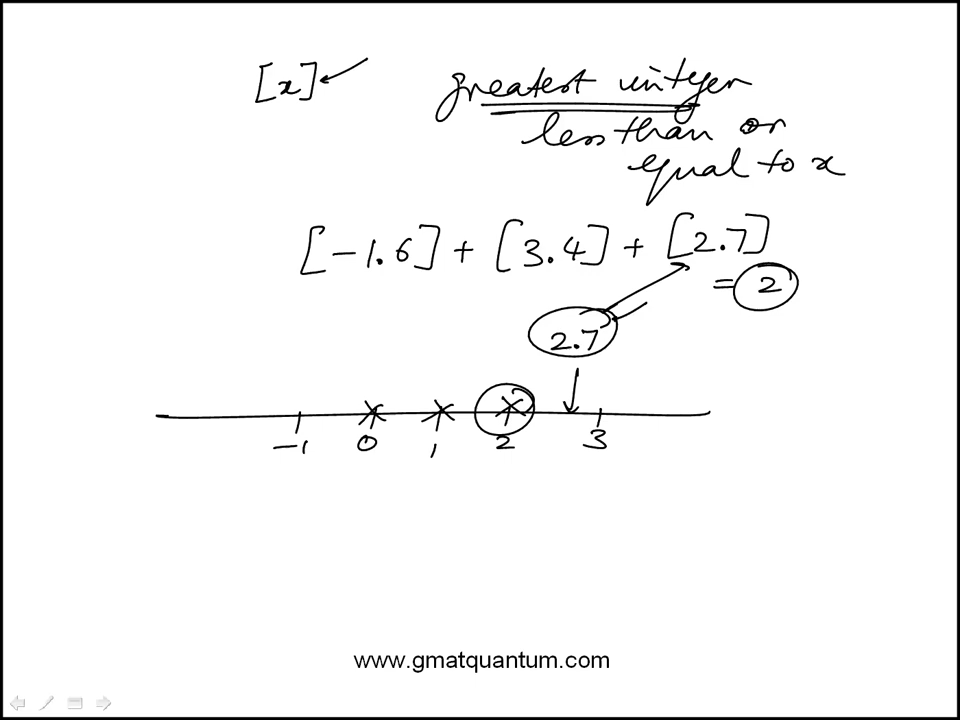 [x] greatest integer
less than or
equal to x
[-1.6] + [3.4] + [2.7]
= 2
2.7
-1 0 1 2 3
www.gmatquantum.com